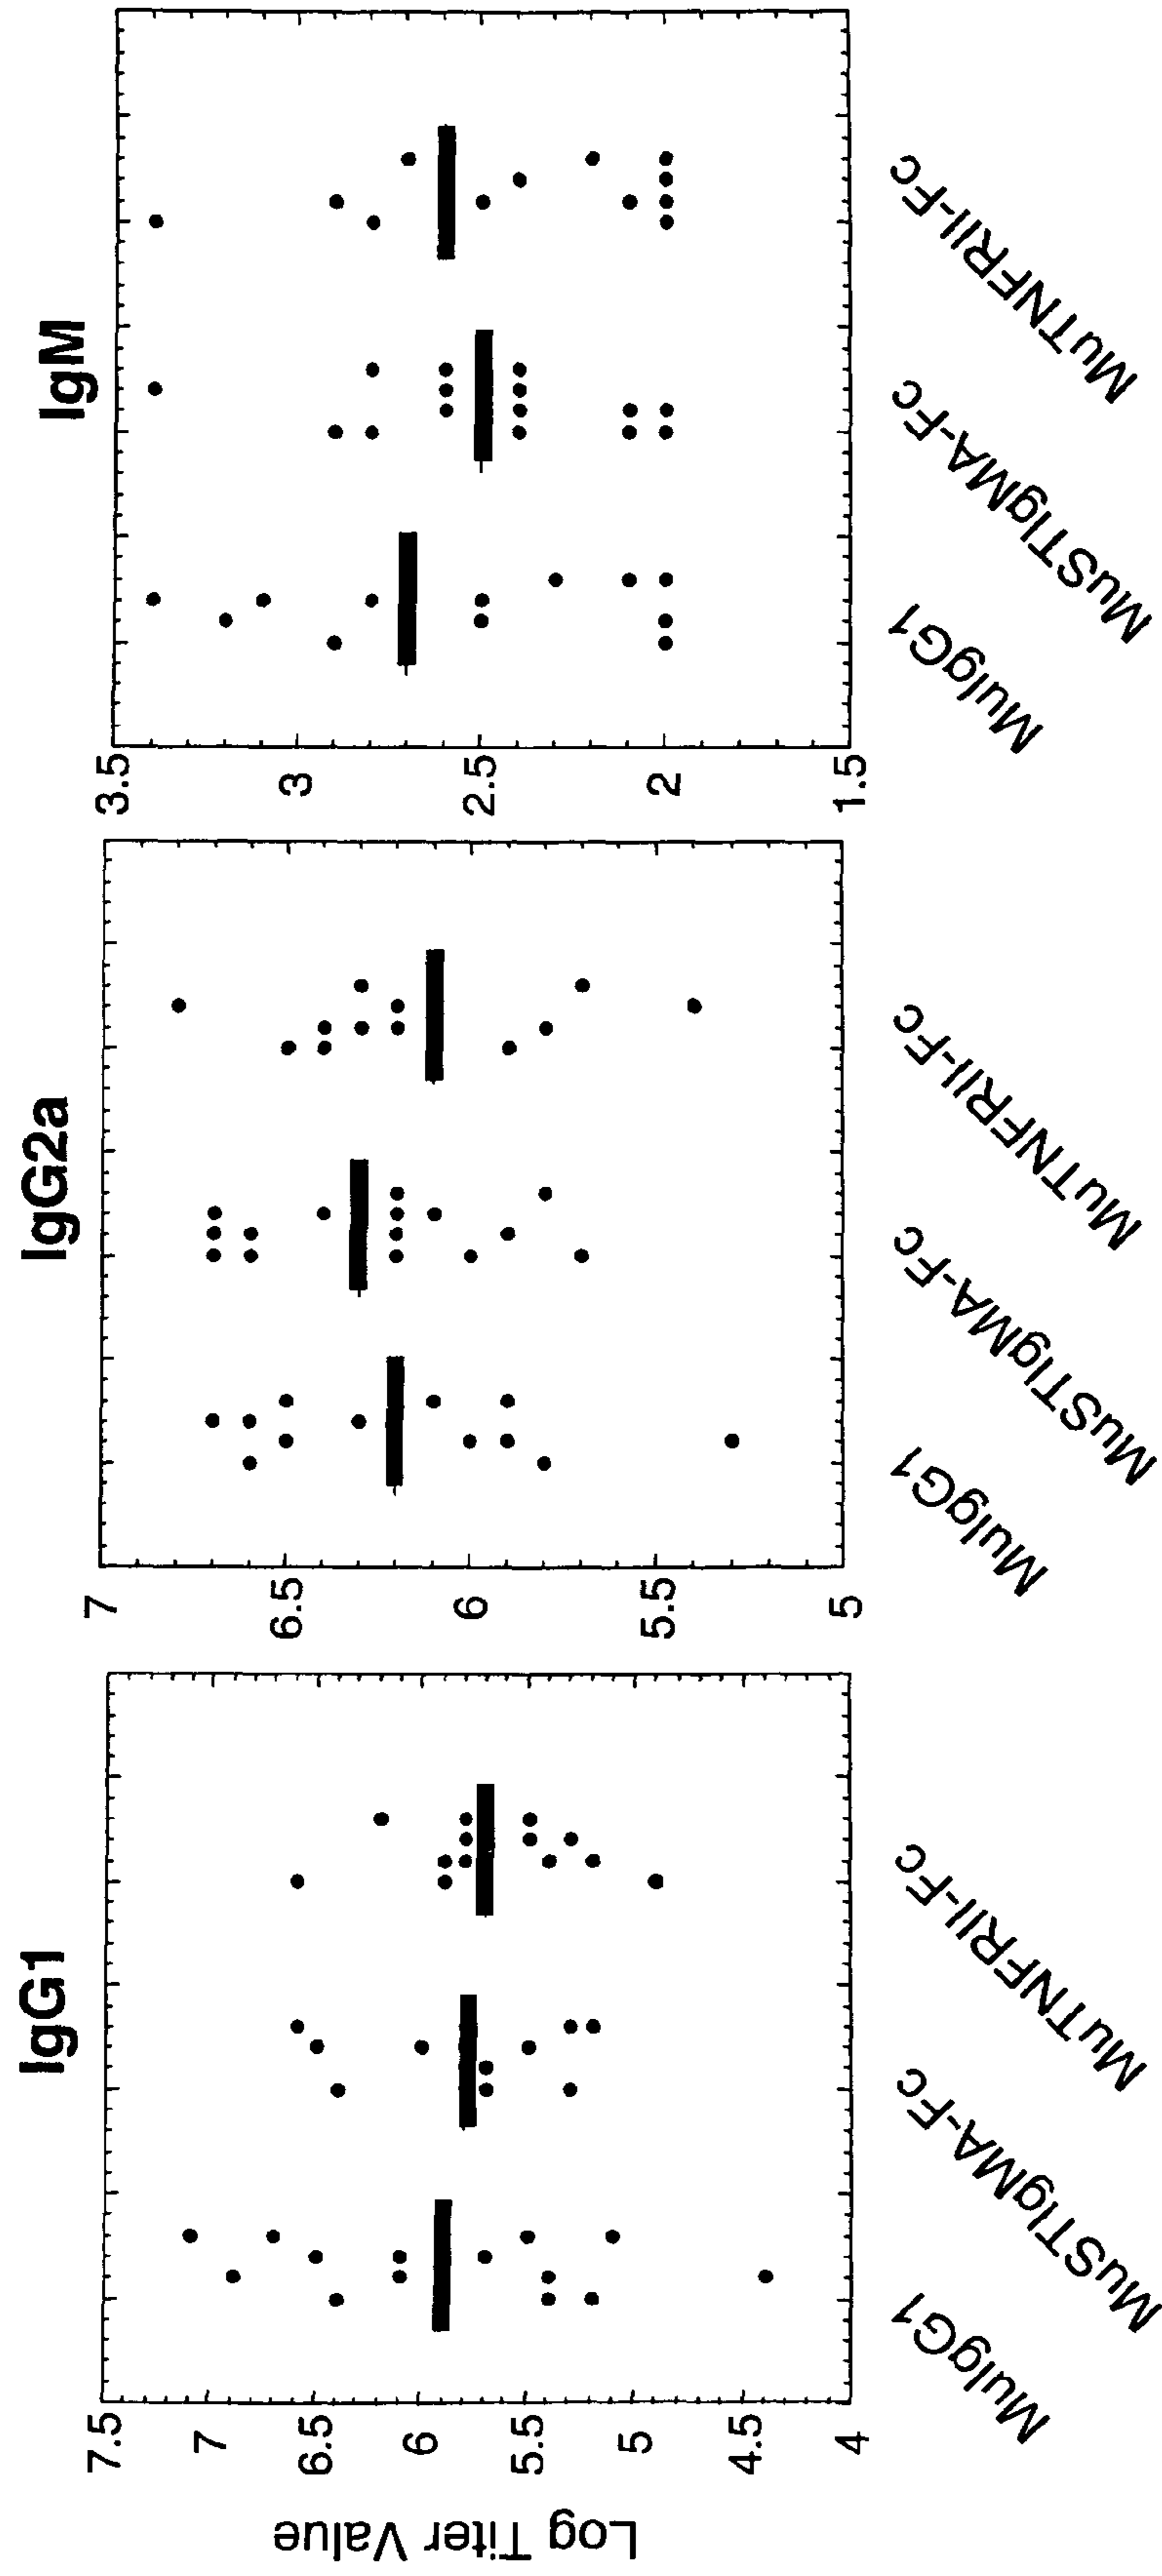 IgG1
Log Titer Value
7.5
7
6.5
6
5.5
5
4.5
4
MuIgG1
MuSTIgMA-Fc
MuTNFRII-Fc
IgG2a
7
6.5
6
5.5
5
MuIgG1
MuSTIgMA-Fc
MuTNFRII-Fc
IgM
3.5
3
2.5
2
1.5
MuIgG1
MuSTIgMA-Fc
MuTNFRII-Fc